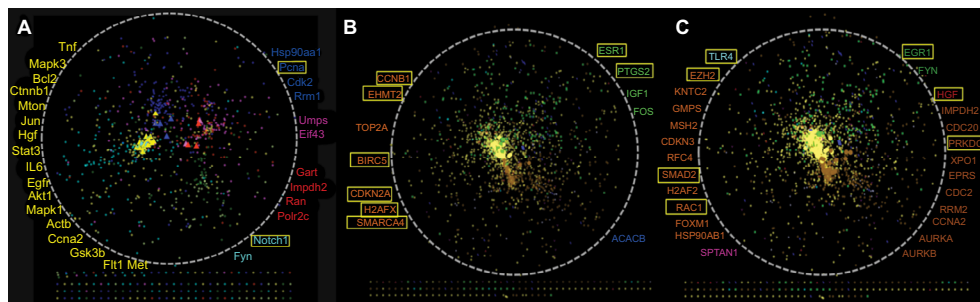 A
Tnf
Mapk3
Bcl2
Ctnnb1
Mton
Jun
Hgf
Stat3
IL6
Egfr
Akt1
Mapk1
Actb
Ccna2
Gsk3b
Flt1 Met
Hsp90aa1
Pcna
Cdk2
Rrm1
Umps
Eif43
Gart
Impdh2
Ran
Polr2c
Notch1
Fyn
B
CCNB1
EHMT2
TOP2A
BIRC5
CDKN2A
H2AFX
SMARCA4
ESR1
PTGS2
IGF1
FOS
ACACB
C
TLR4
EZH2
KNTC2
GMPS
MSH2
CDKN3
RFC4
SMAD2
H2AF2
RAC1
FOXM1
HSP90AB1
SPTAN1
EGR1
FYN
HGF
IMPDH2
CDC20
PRKDC
XPO1
EPRS
CDC2
RRM2
CCNA2
AURKA
AURKB